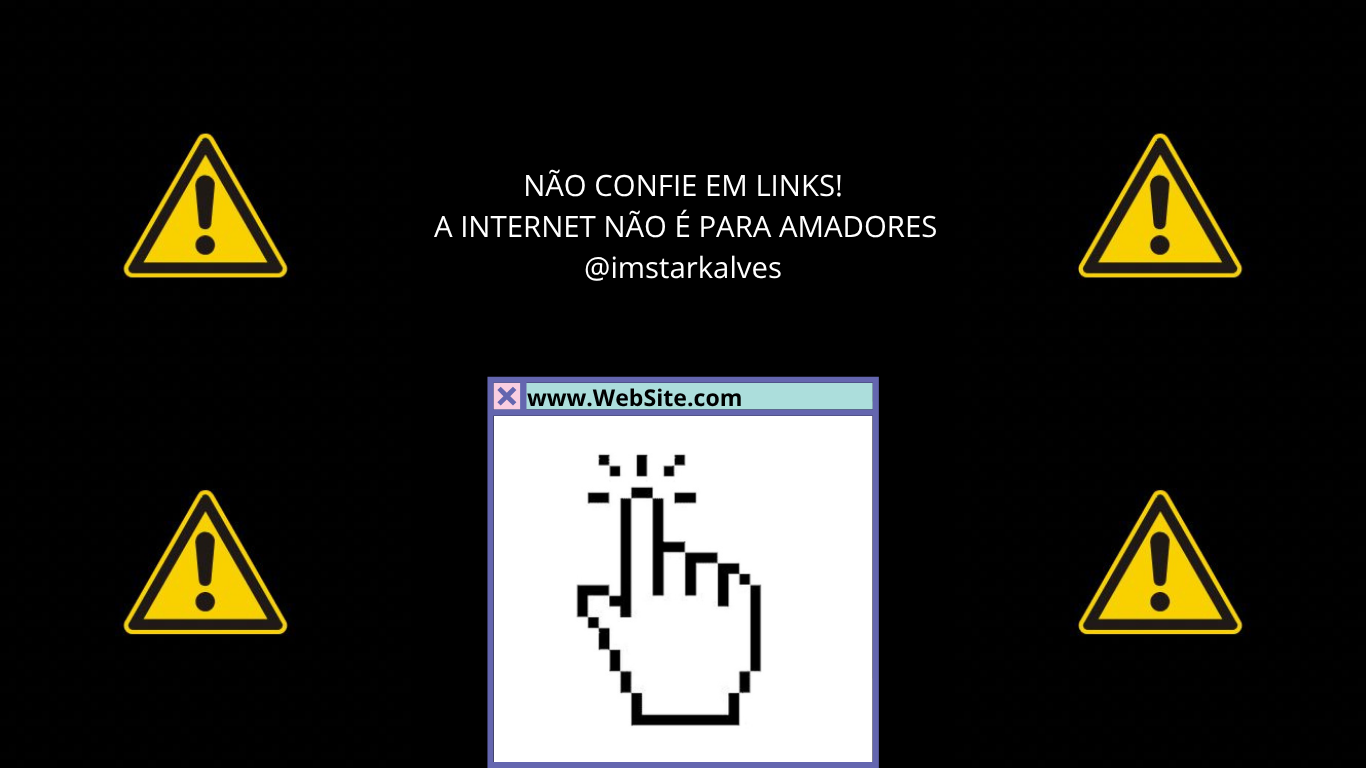 NÃO CONFIE EM LINKS!
A INTERNET NÃO É PARA AMADORES
@imstarkalves
www.WebSite.com